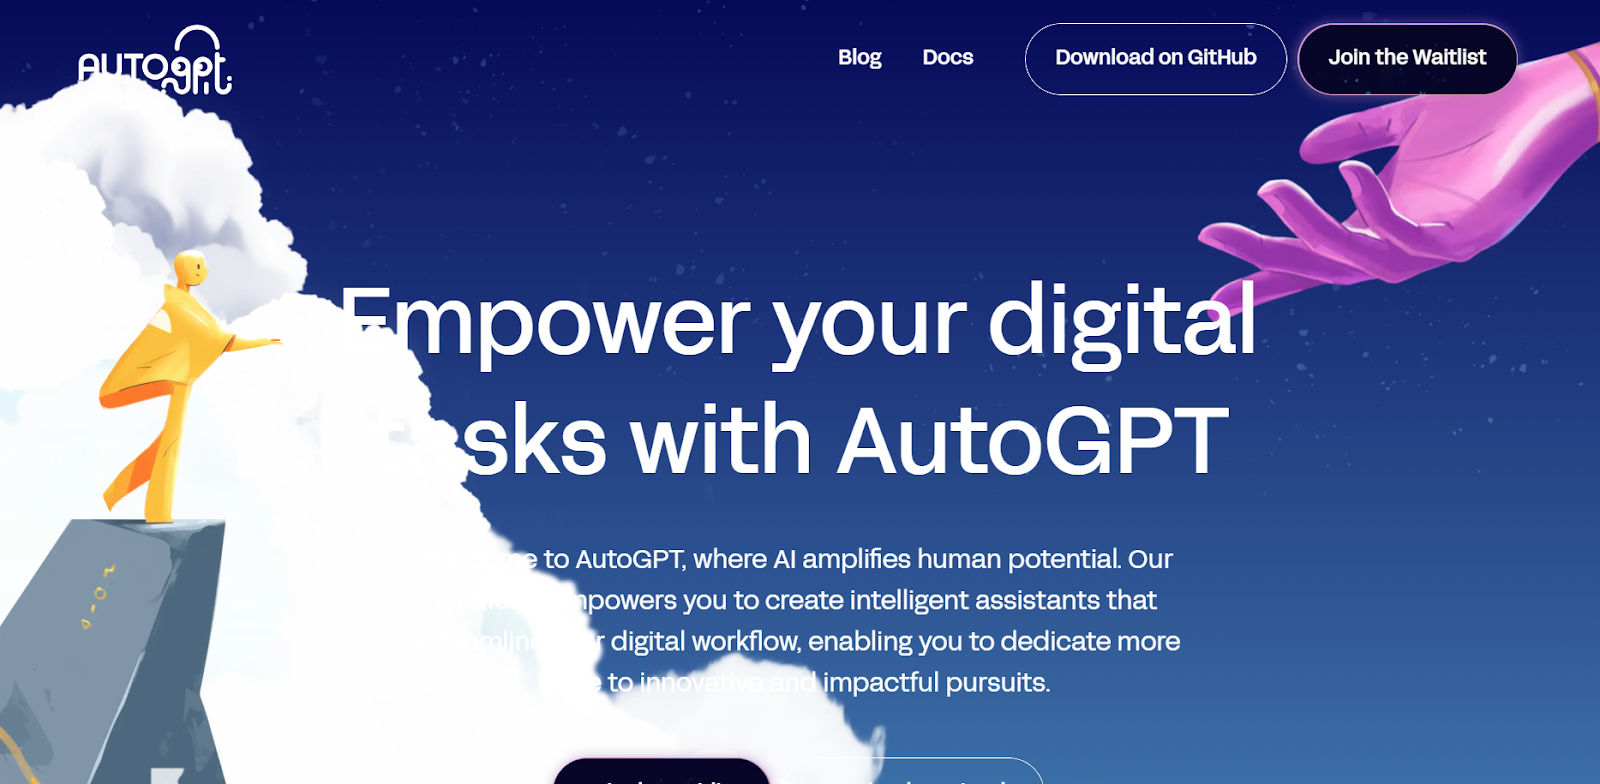 AUTOgpt.
Blog
Docs
Download on GitHub
Join the Waitlist
Empower your digital
tasks with AutoGPT
to AutoGPT, where AI amplifies human potential. Our
empowers you to create intelligent assistants that
digital workflow, enabling you to dedicate more
to innovative and impactful pursuits.